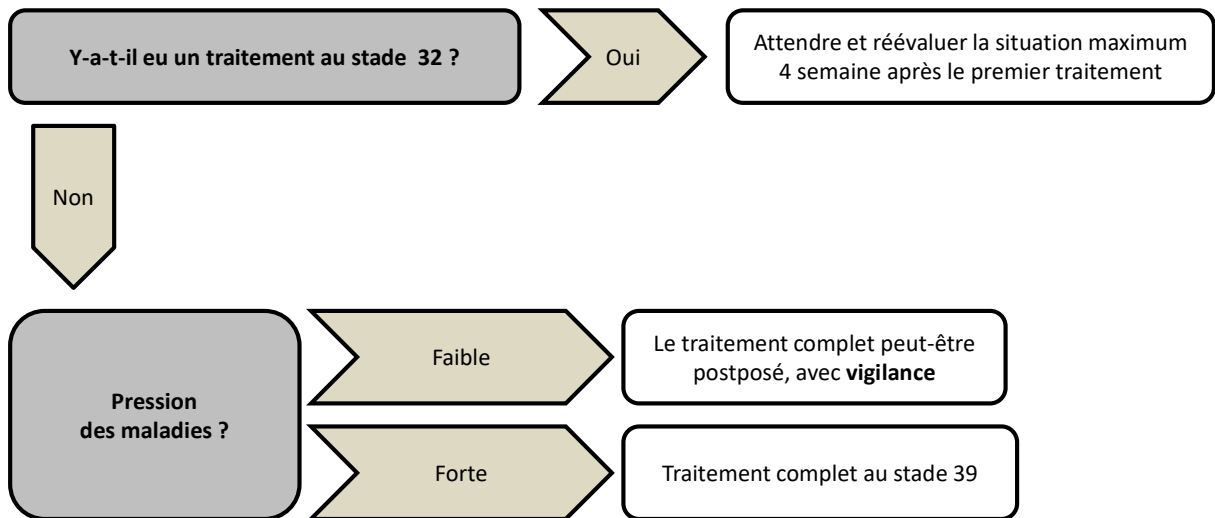 Y-a-t-il eu un traitement au stade 32 ?
Oui
Attendre et réévaluer la situation maximum
4 semaine après le premier traitement
Non
Pression
des maladies ?
Faible
Le traitement complet peut-être
postposé, avec vigilance
Forte
Traitement complet au stade 39